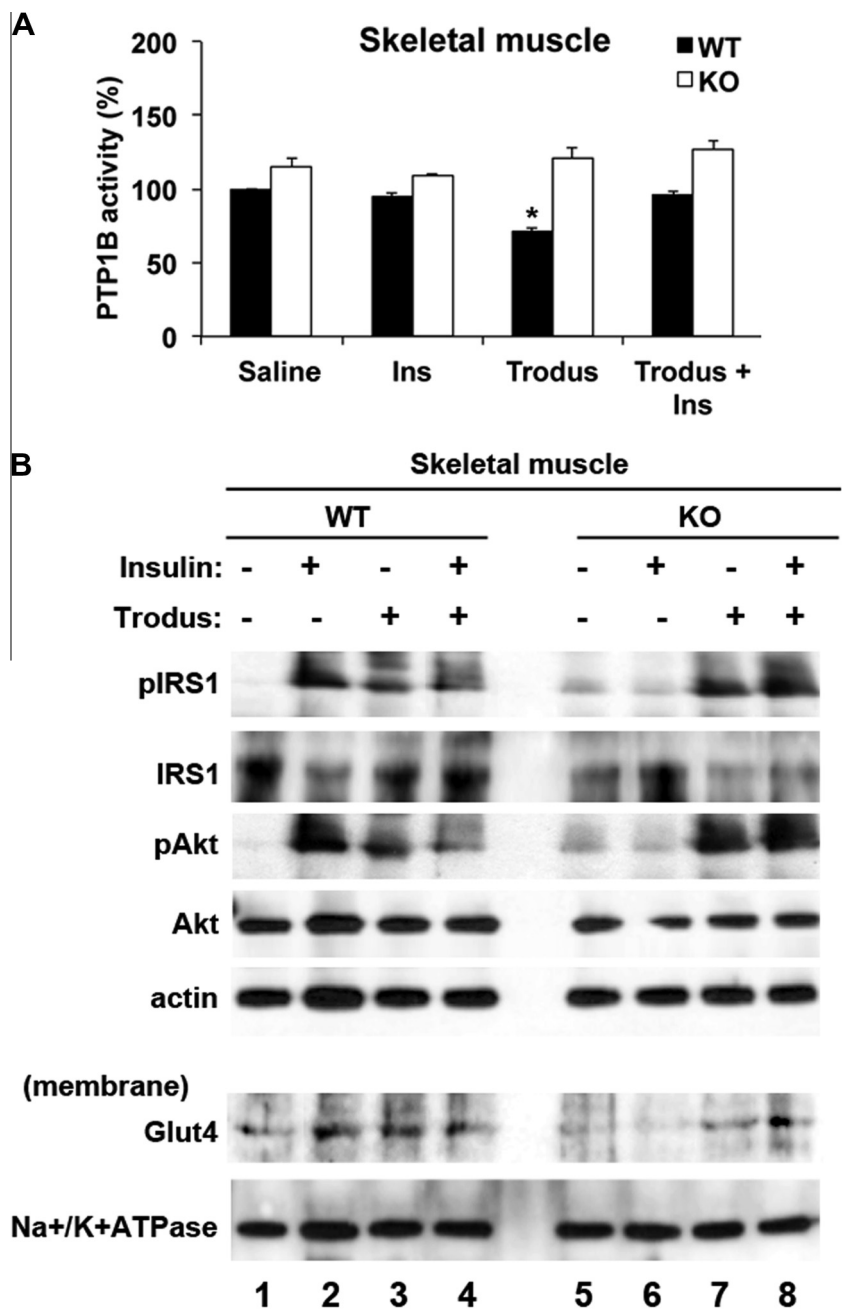 A
Skeletal muscle
WT
KO
PTP1B activity (%)
200
150
100
50
0
*
Saline
Ins
Trodus
Trodus +
Ins
B
Skeletal muscle
WT KO
Insulin: - + - + - + - +
Trodus: - - + + - - + +
pIRS1
IRS1
pAkt
Akt
actin
(membrane)
Glut4
Na+/K+ATPase
1 2 3 4 5 6 7 8